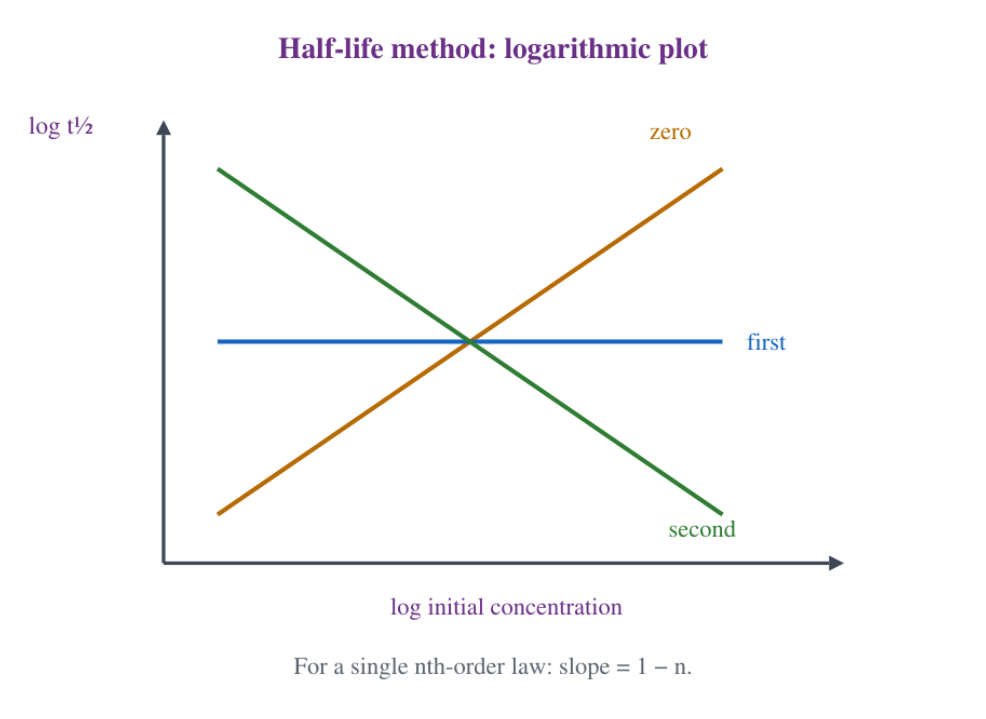 Half-life method: logarithmic plot
log t½
zero
first
second
log initial concentration
For a single nth-order law: slope = 1 − n.